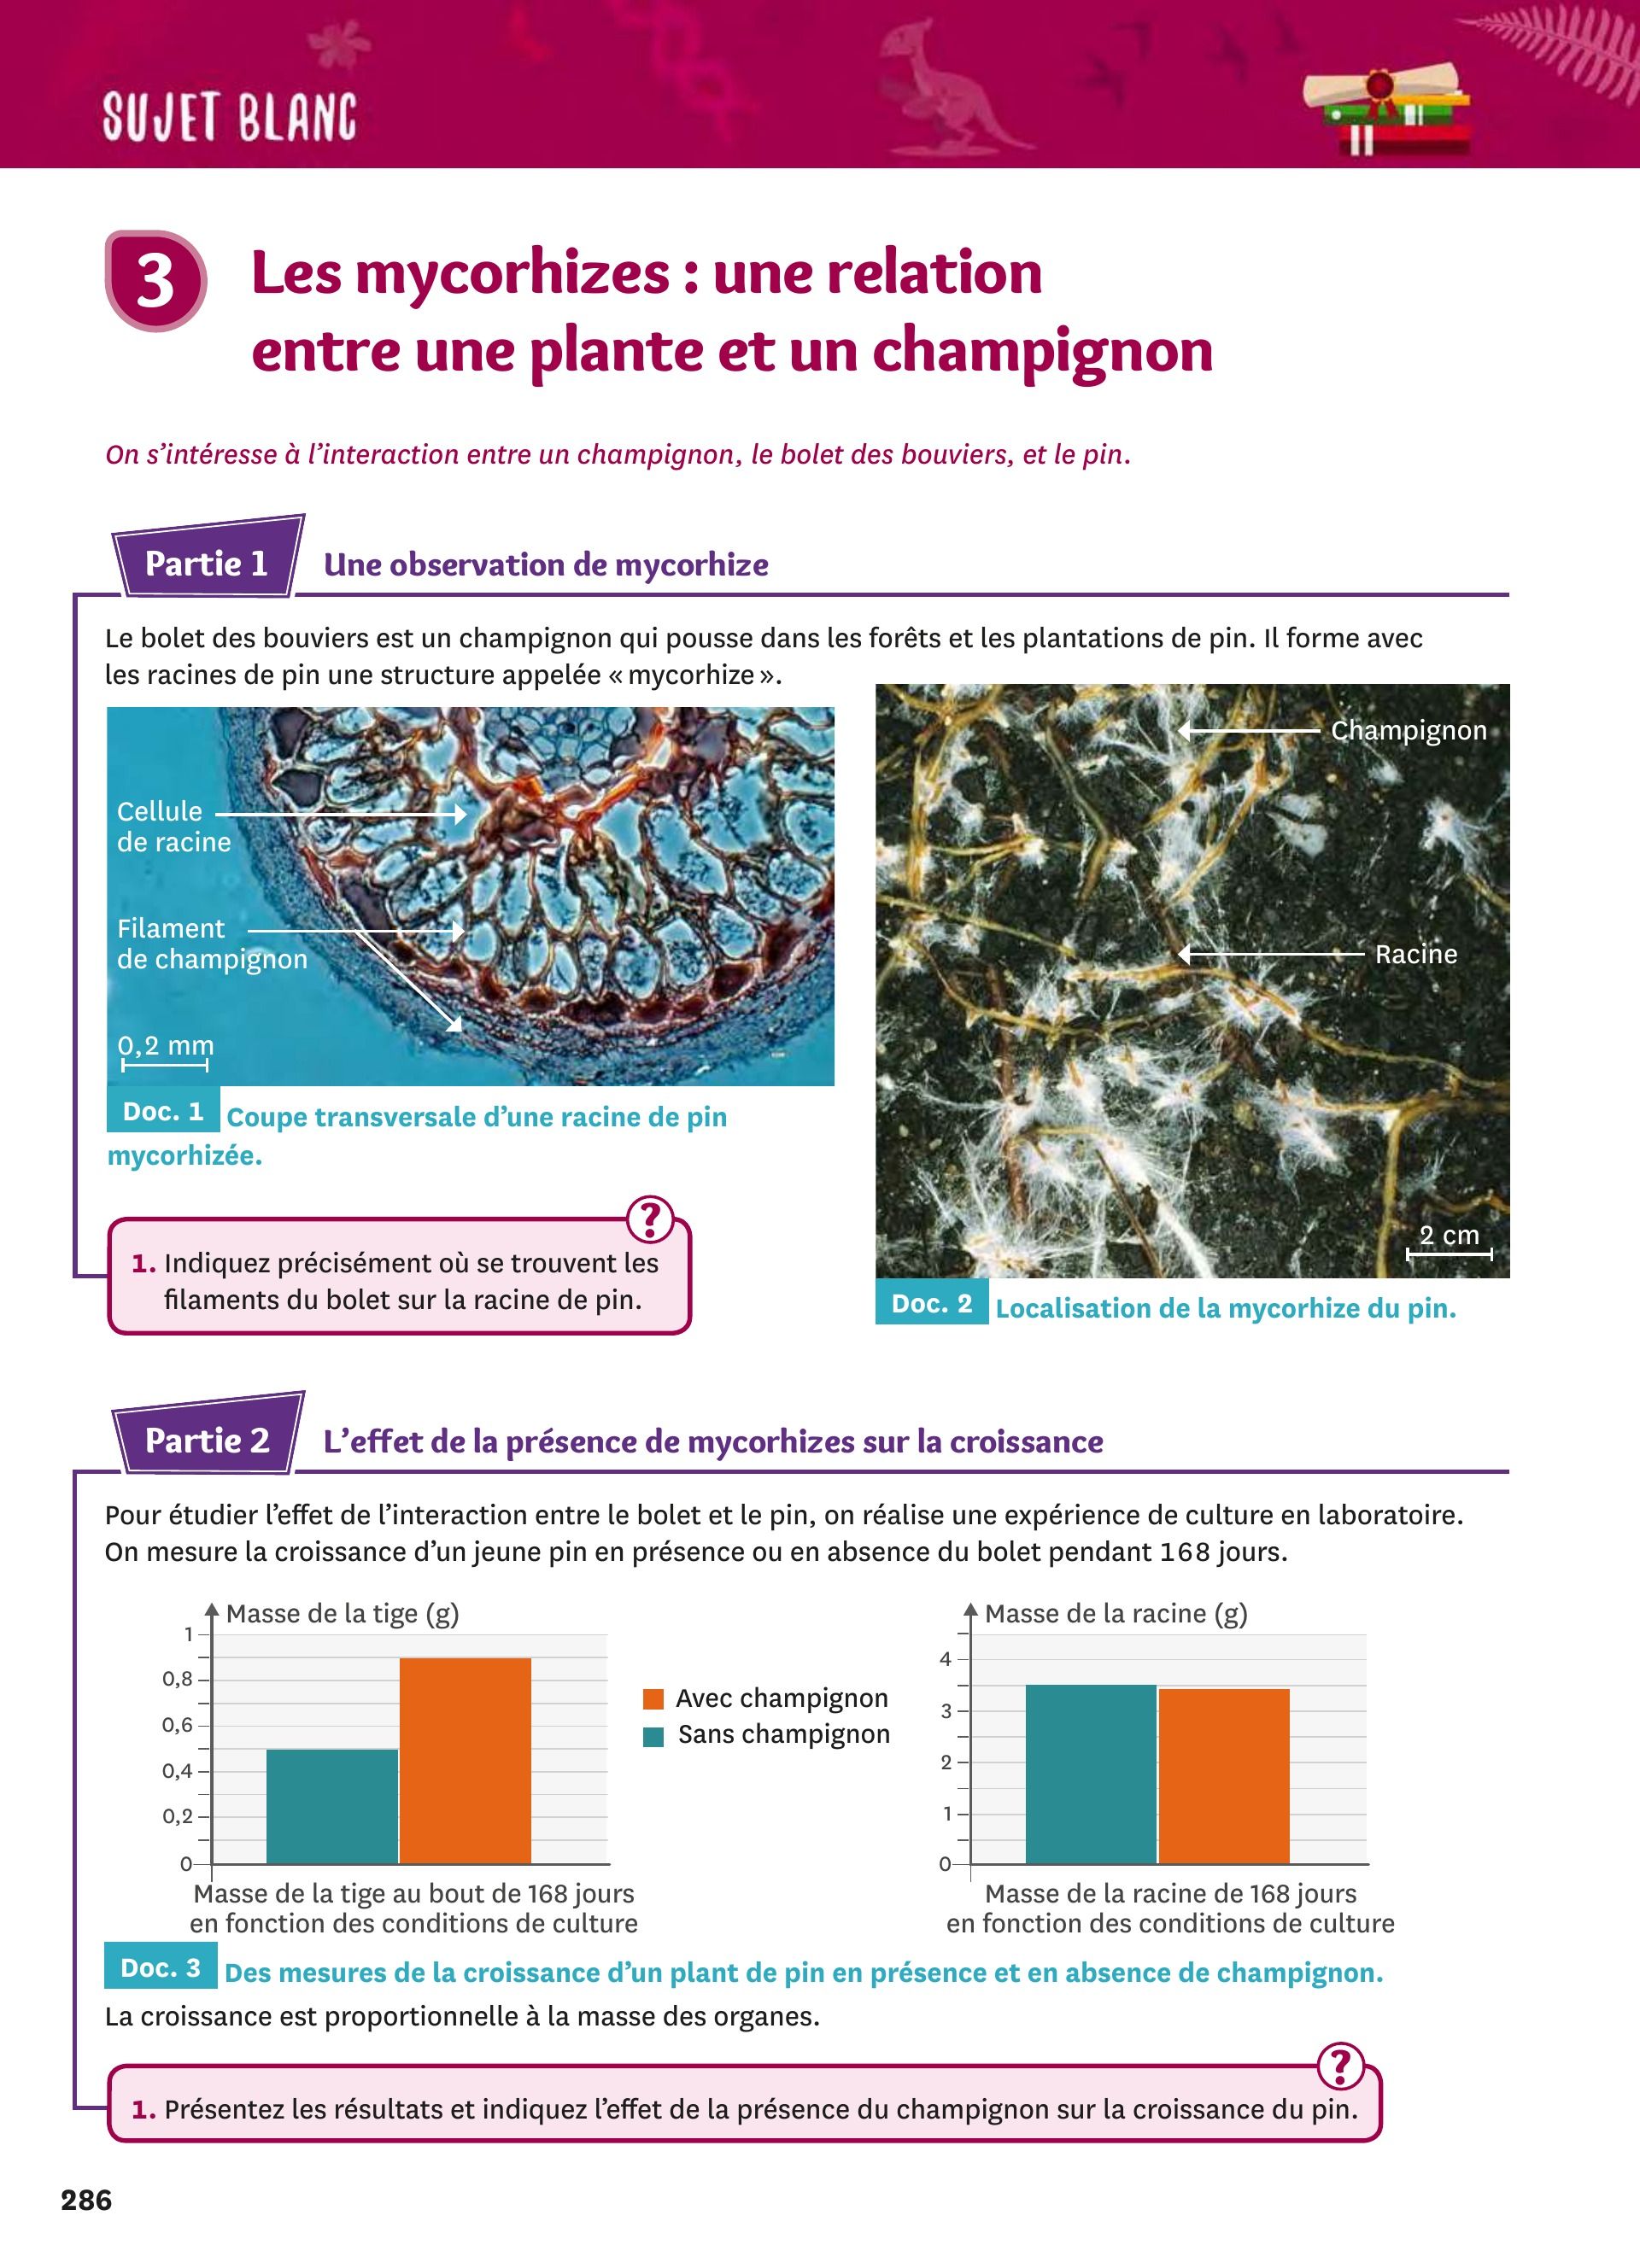 SUJET BLANC
3
Les mycorhizes : une relation
entre une plante et un champignon
On s'intéresse à l'interaction entre un champignon, le bolet des bouviers, et le pin.
Partie 1
Une observation de mycorhize
Le bolet des bouviers est un champignon qui pousse dans les forêts et les plantations de pin. Il forme avec
les racines de pin une structure appelée « mycorhize ».
Cellule
de racine
Filament
de champignon
0,2 mm
Doc. 1 Coupe transversale d'une racine de pin
mycorhizée.
Champignon
Racine
2 cm
Doc. 2 Localisation de la mycorhize du pin.
?
1. Indiquez précisément où se trouvent les
filaments du bolet sur la racine de pin.
Partie 2
L'effet de la présence de mycorhizes sur la croissance
Pour étudier l'effet de l'interaction entre le bolet et le pin, on réalise une expérience de culture en laboratoire.
On mesure la croissance d'un jeune pin en présence ou en absence du bolet pendant 168 jours.
Masse de la tige (g)
1
0,8
0,6
0,4
0,2
0
Masse de la tige au bout de 168 jours
en fonction des conditions de culture
Avec champignon
Sans champignon
Masse de la racine (g)
4
3
2
1
0
Masse de la racine de 168 jours
en fonction des conditions de culture
Doc. 3 Des mesures de la croissance d'un plant de pin en présence et en absence de champignon.
La croissance est proportionnelle à la masse des organes.
?
1. Présentez les résultats et indiquez l'effet de la présence du champignon sur la croissance du pin.
286